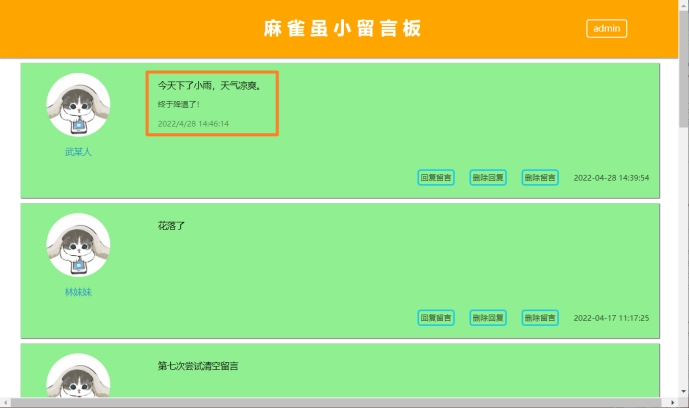 麻雀虽小留言板
admin
今天下了小雨，天气凉爽。
终于降温了！
2022/4/28 14:46:14
武某人
回复留言 删除回复 删除留言 2022-04-28 14:39:54
花落了
林妹妹
回复留言 删除回复 删除留言 2022-04-17 11:17:25
第七次尝试清空留言